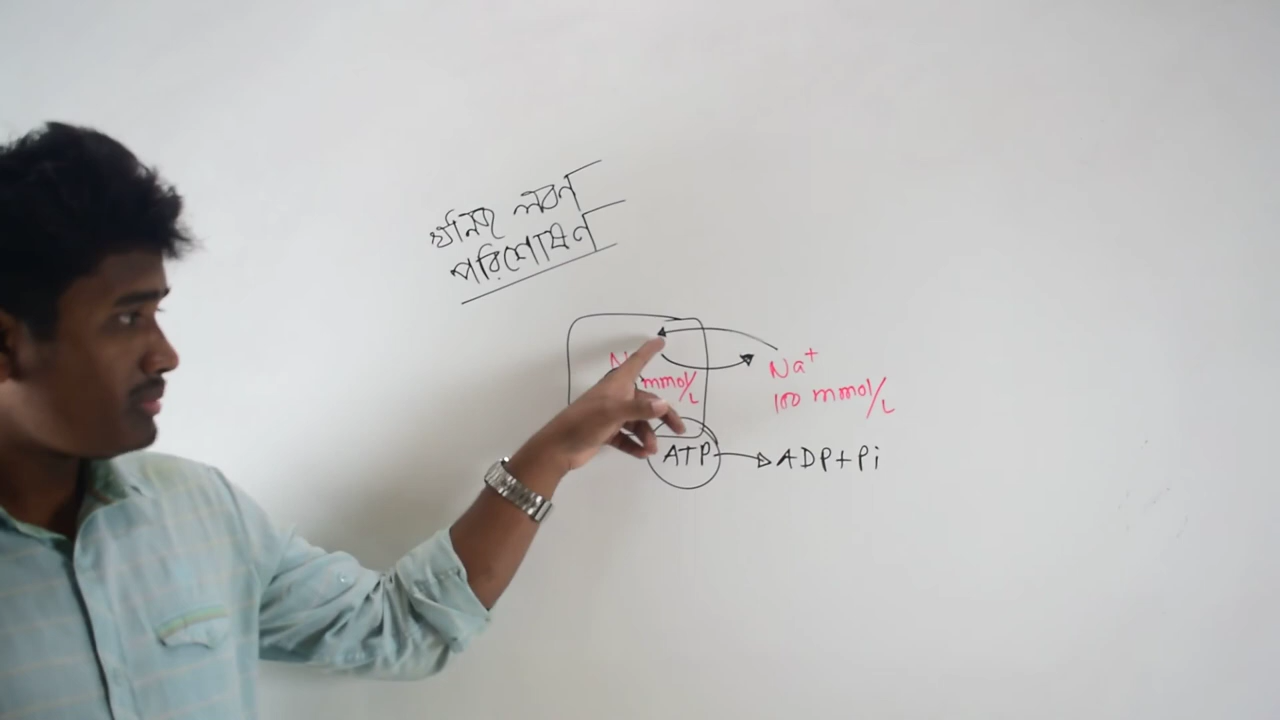 খনিজ লবণ
পরিশোষণ
Na⁺
mmol/L
100 mmol/L
ATP → ADP+Pi